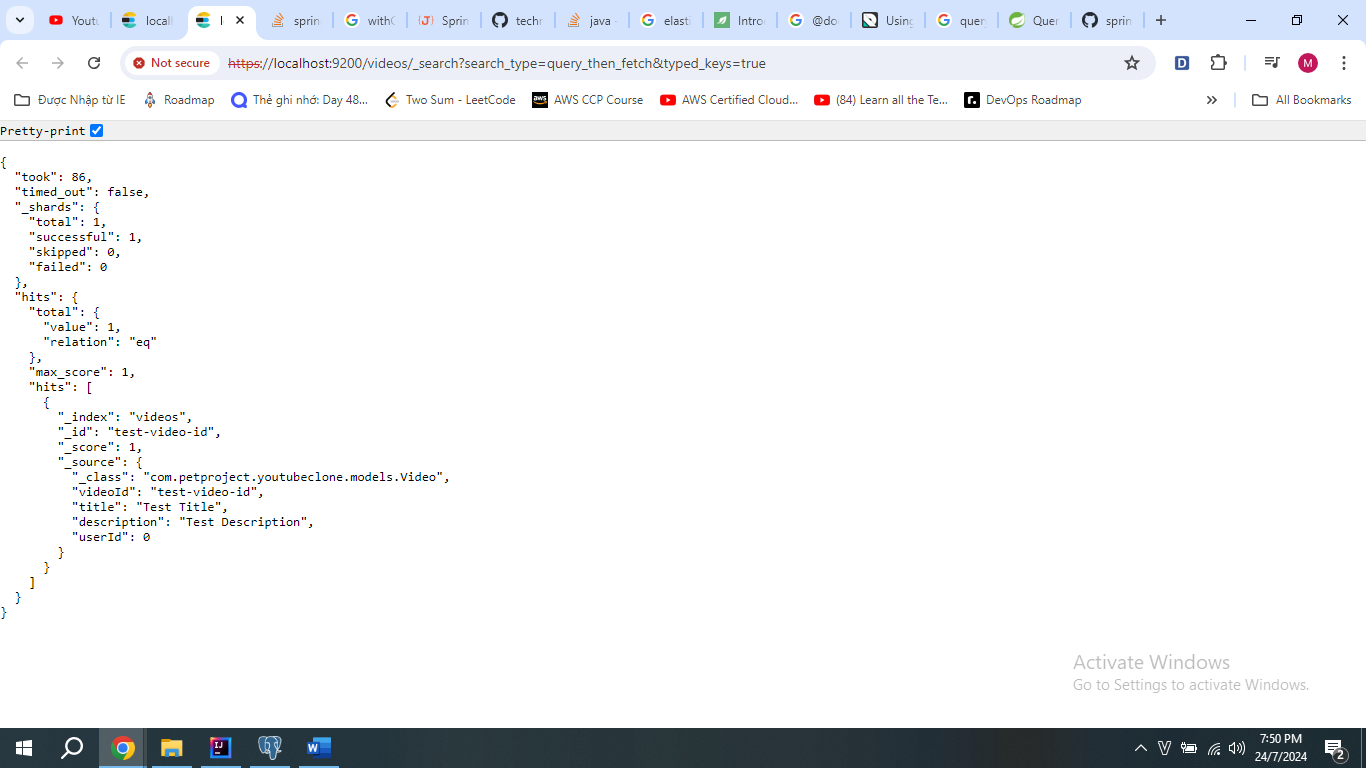 Youtu
locall
l
sprin
with
Sprin
techr
java -
elasti
Intro
@do
Using
quer
Quer
sprin
Not secure
https://localhost:9200/videos/_search?search_type=query_then_fetch&typed_keys=true
D
M
Được Nhập từ IE
Roadmap
Thẻ ghi nhớ: Day 48...
Two Sum - LeetCode
AWS CCP Course
AWS Certified Cloud...
(84) Learn all the Te...
DevOps Roadmap
All Bookmarks
Pretty-print
{
"took": 86,
"timed_out": false,
"_shards": {
"total": 1,
"successful": 1,
"skipped": 0,
"failed": 0
},
"hits": {
"total": {
"value": 1,
"relation": "eq"
},
"max_score": 1,
"hits": [
{
"_index": "videos",
"_id": "test-video-id",
"_score": 1,
"_source": {
"_class": "com.petproject.youtubeclone.models.Video",
"videoId": "test-video-id",
"title": "Test Title",
"description": "Test Description",
"userId": 0
}
}
]
}
}
Activate Windows
Go to Settings to activate Windows.
7:50 PM
24/7/2024
2